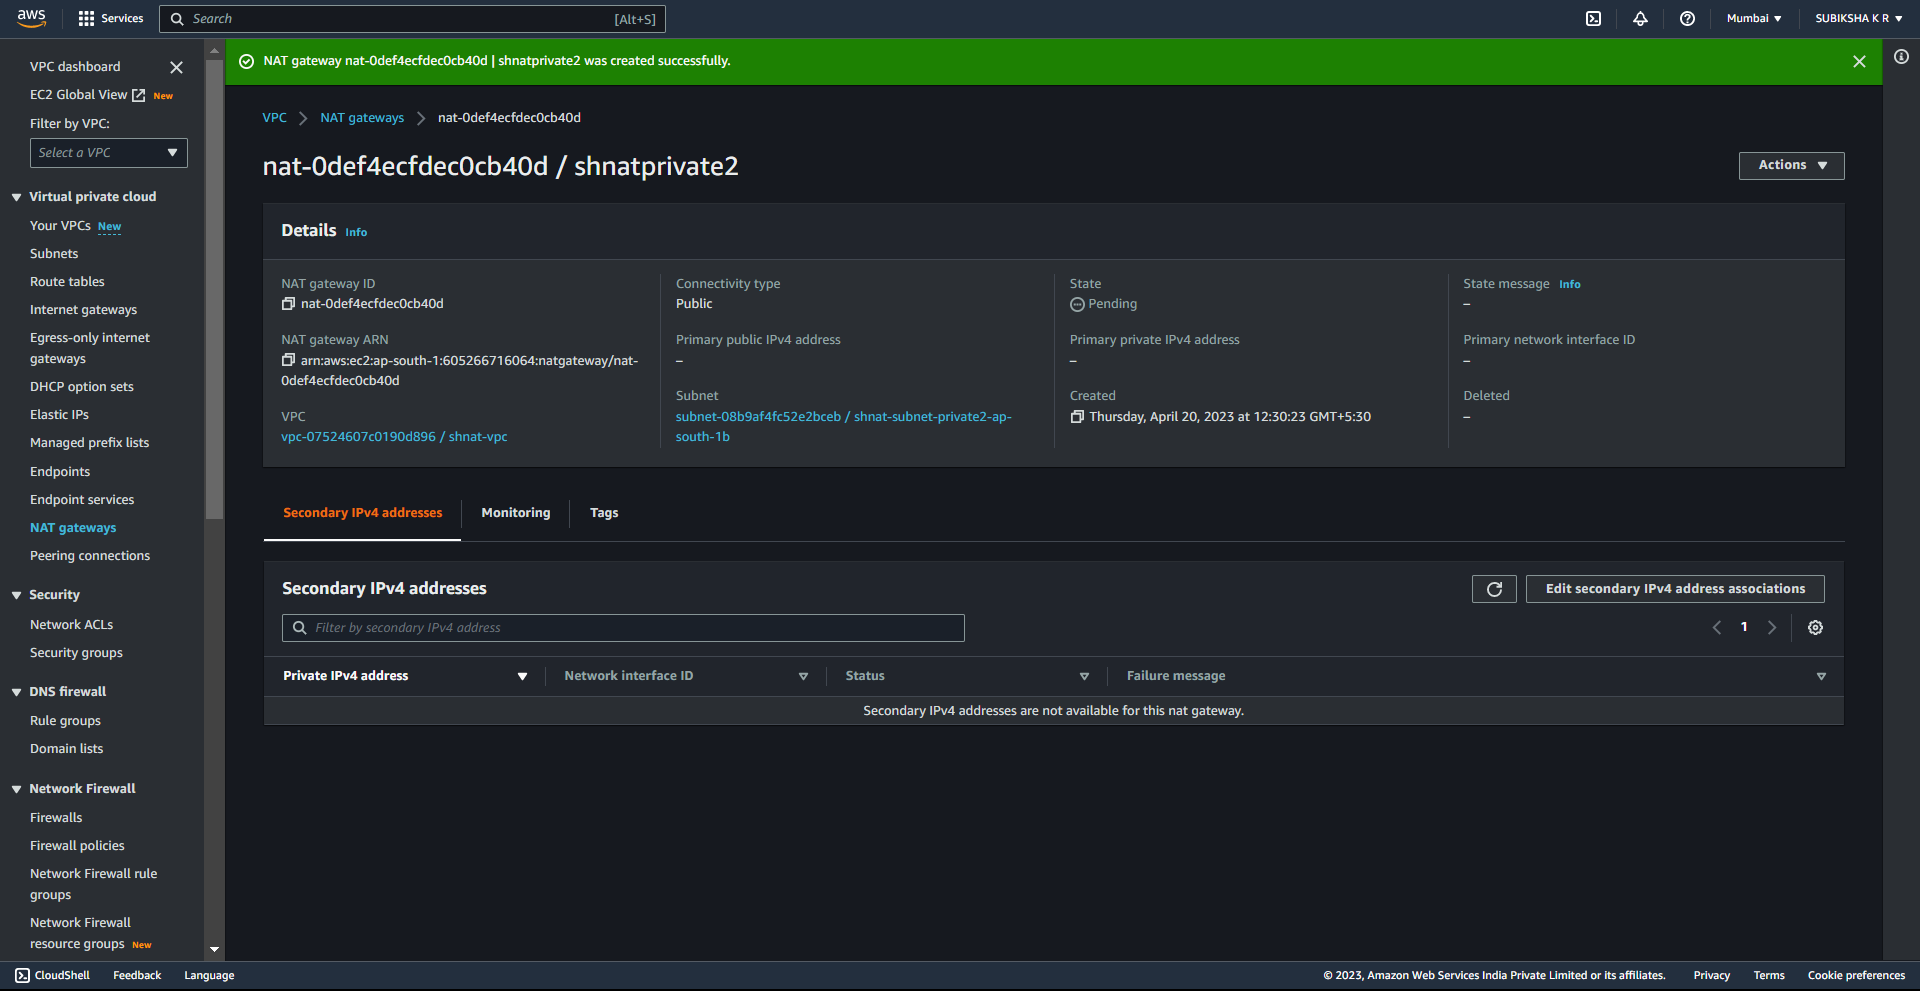 aws
Services
Search
[Alt+S]
Mumbai
SUBIKSHA K R
VPC dashboard
EC2 Global View New
Filter by VPC:
Select a VPC
Virtual private cloud
Your VPCs New
Subnets
Route tables
Internet gateways
Egress-only internet
gateways
DHCP option sets
Elastic IPs
Managed prefix lists
Endpoints
Endpoint services
NAT gateways
Peering connections
Security
Network ACLs
Security groups
DNS firewall
Rule groups
Domain lists
Network Firewall
Firewalls
Firewall policies
Network Firewall rule
groups
Network Firewall
resource groups New
NAT gateway nat-0def4ecfdec0cb40d | shnatprivate2 was created successfully.
VPC
NAT gateways
nat-0def4ecfdec0cb40d
nat-0def4ecfdec0cb40d / shnatprivate2
Actions
Details Info
NAT gateway ID
nat-0def4ecfdec0cb40d
NAT gateway ARN
arn:aws:ec2:ap-south-1:605266716064:natgateway/nat-
0def4ecfdec0cb40d
VPC
vpc-07524607c0190d896 / shnat-vpc
Connectivity type
Public
Primary public IPv4 address
–
Subnet
subnet-08b9af4fc52e2bceb / shnat-subnet-private2-ap-
south-1b
State
Pending
Primary private IPv4 address
–
Created
Thursday, April 20, 2023 at 12:30:23 GMT+5:30
State message Info
–
Primary network interface ID
–
Deleted
–
Secondary IPv4 addresses
Monitoring
Tags
Secondary IPv4 addresses
Edit secondary IPv4 address associations
Filter by secondary IPv4 address
1
Private IPv4 address
Network interface ID
Status
Failure message
Secondary IPv4 addresses are not available for this nat gateway.
CloudShell
Feedback
Language
© 2023, Amazon Web Services India Private Limited or its affiliates.
Privacy
Terms
Cookie preferences